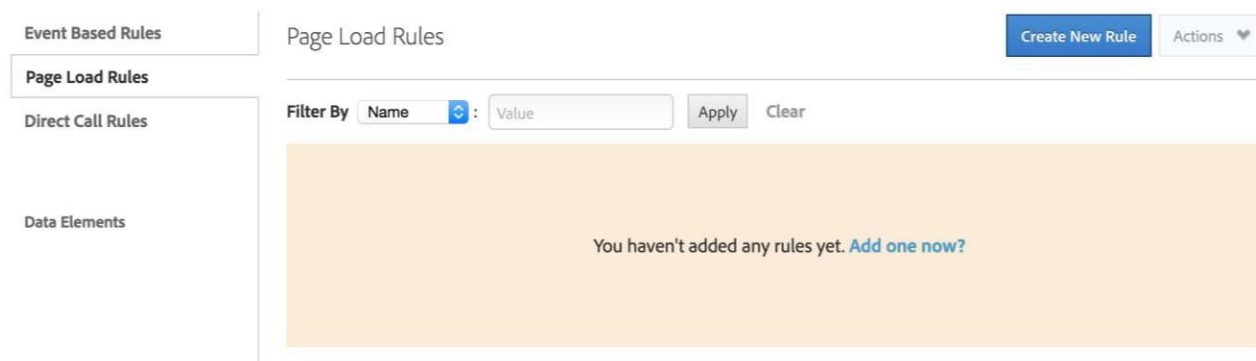 Event Based Rules
Page Load Rules
Direct Call Rules
Data Elements
Page Load Rules
Create New Rule
Actions
Filter By Name : Value Apply Clear
You haven't added any rules yet. Add one now?